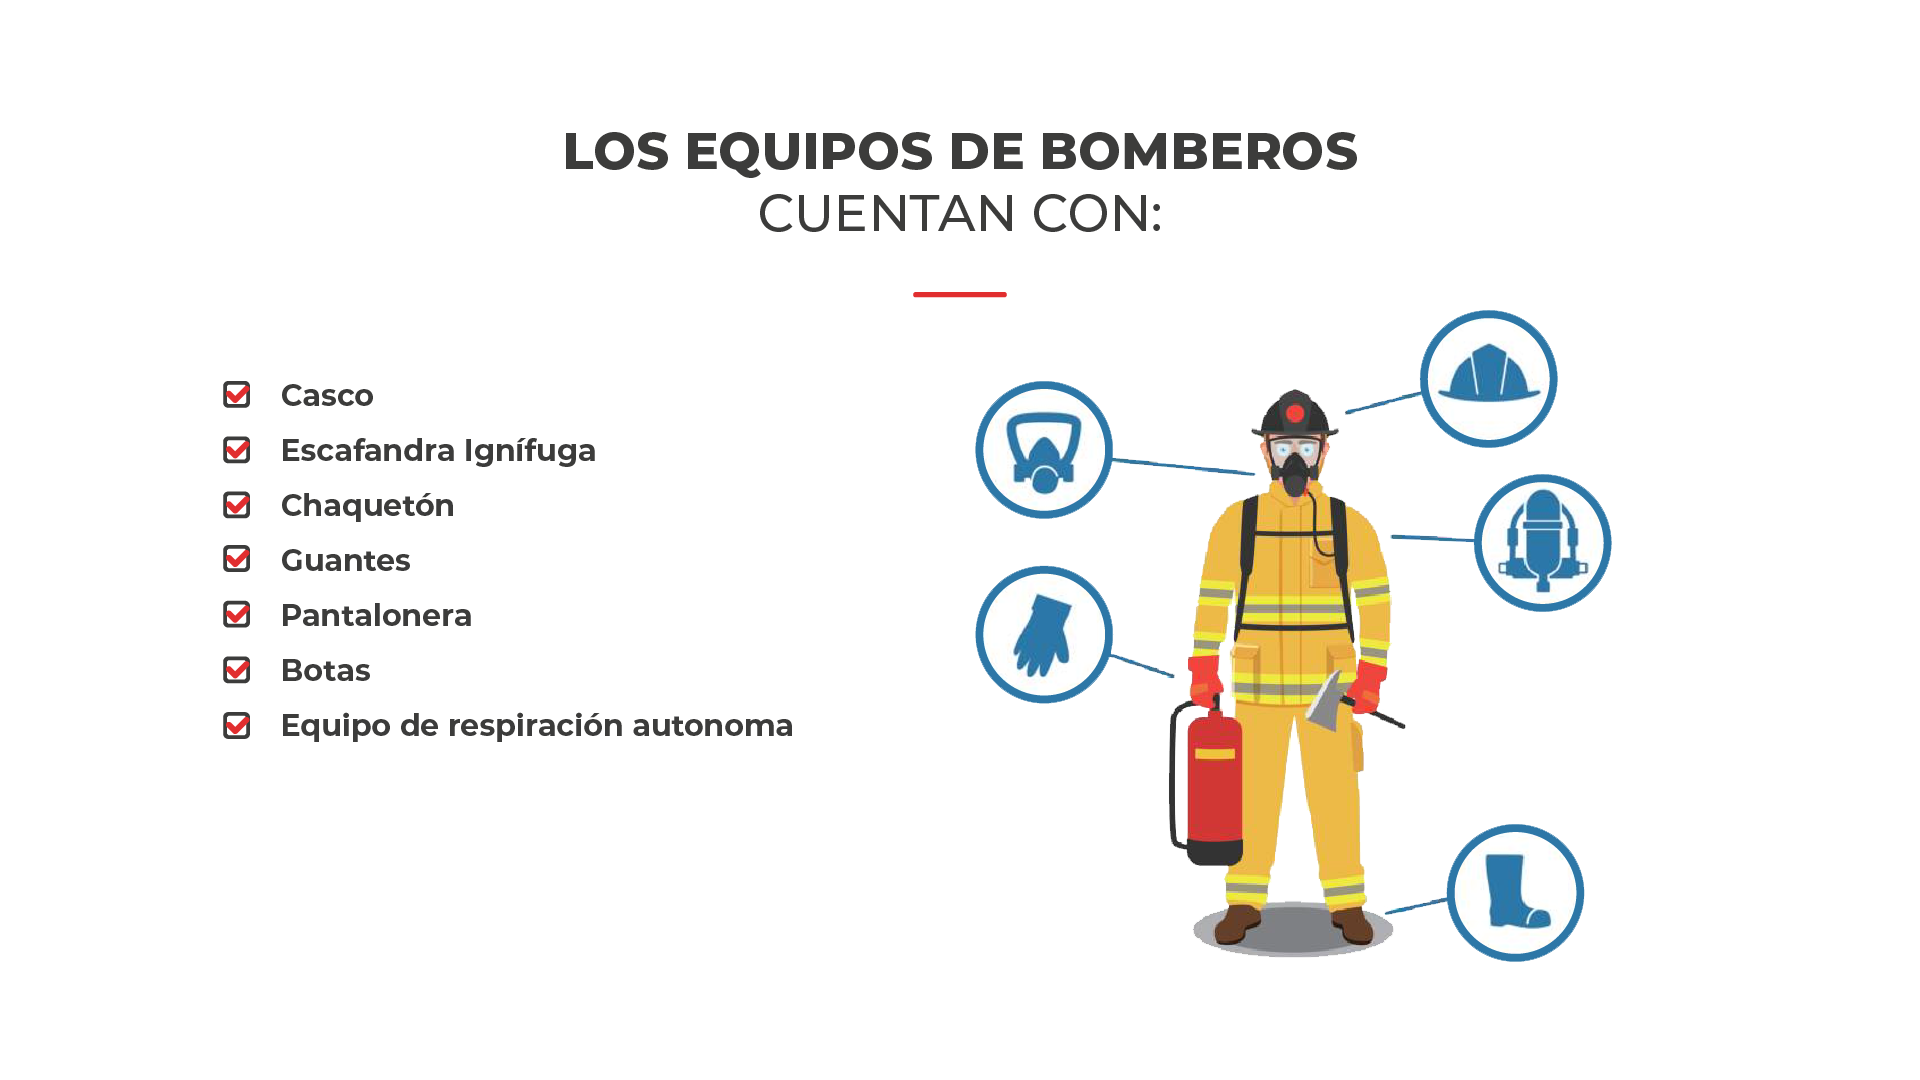 LOS EQUIPOS DE BOMBEROS
CUENTAN CON:
Casco
Escafandra Ignífuga
Chaquetón
Guantes
Pantalonera
Botas
Equipo de respiración autonoma